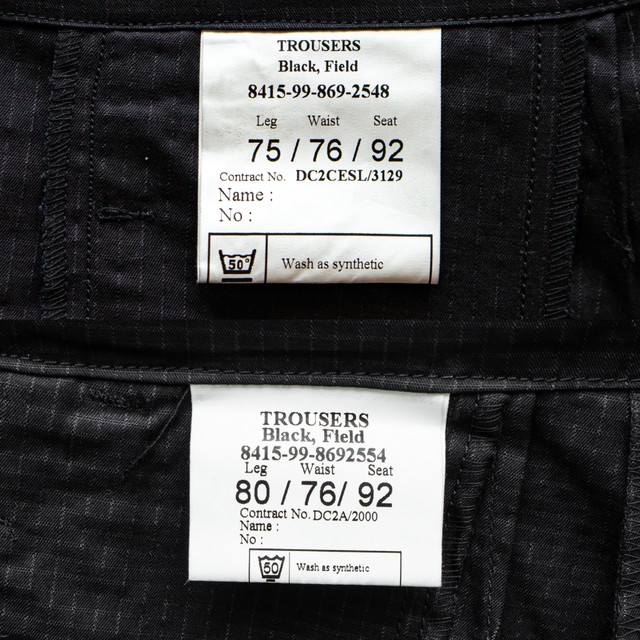 TROUSERS
Black, Field
8415-99-869-2548
Leg Waist Seat
75 / 76 / 92
Contract No. DC2CESL/3129
Name :
No :
50° Wash as synthetic
TROUSERS
Black, Field
8415-99-8692554
Leg Waist Seat
80 / 76/ 92
Contract No. DC2A/2000
Name :
No :
50 Wash as synthetic